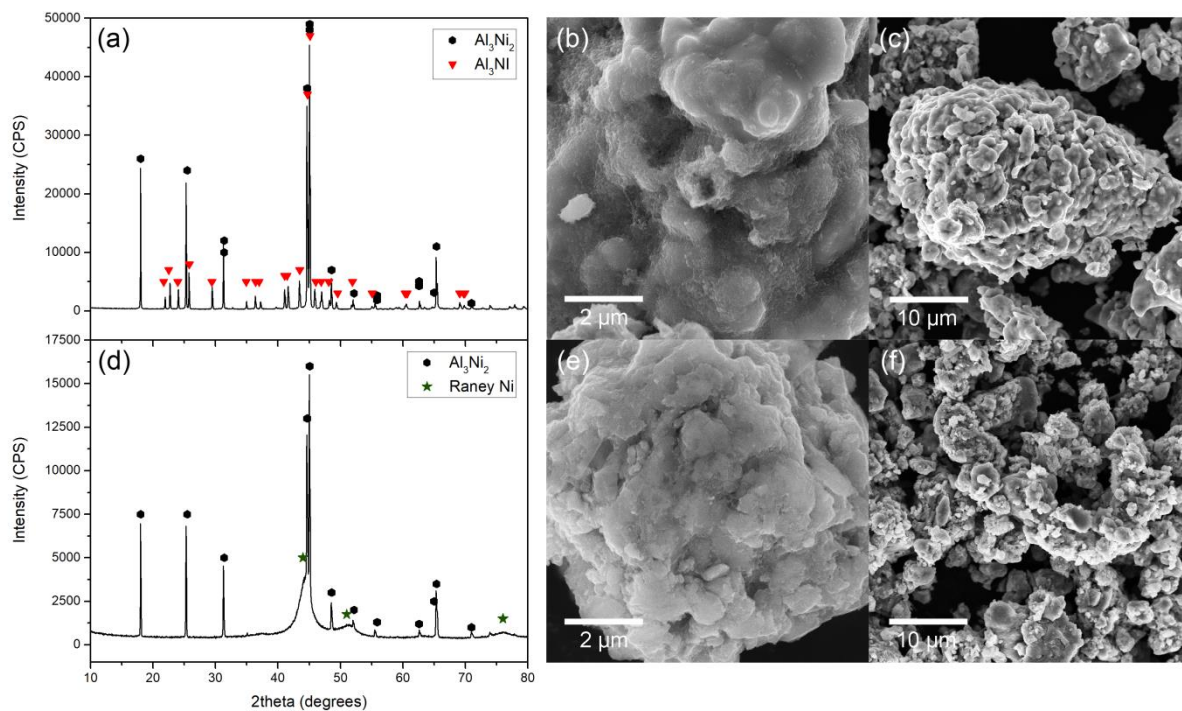 (a)
Al₃Ni₂
Al₃NI
50000
40000
30000
20000
10000
0
Intensity (CPS)
(b)
2 µm
(c)
10 µm
(d)
Al₃Ni₂
Raney Ni
17500
15000
12500
10000
7500
5000
2500
0
Intensity (CPS)
10 20 30 40 50 60 70 80
2theta (degrees)
(e)
2 µm
(f)
10 µm